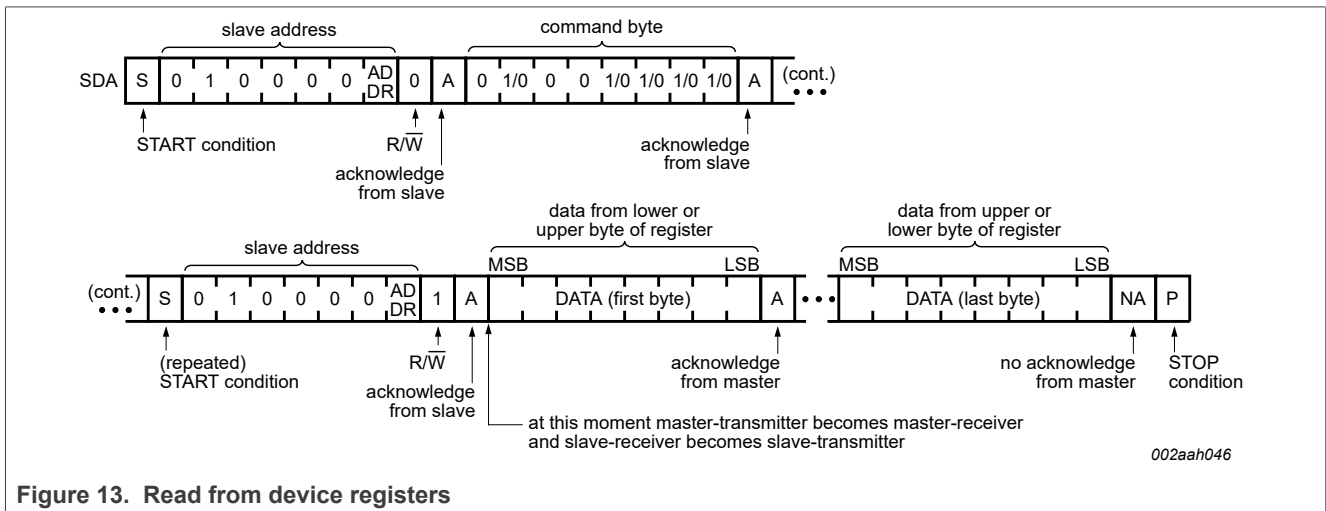 slave address command byte
SDA S 0 1 0 0 0 0 AD DR 0 A 0 1/0 0 0 1/0 1/0 1/0 1/0 A (cont.) •••
START condition R/W̅ acknowledge from slave acknowledge from slave
data from lower or upper byte of register data from upper or lower byte of register
slave address MSB LSB MSB LSB
(cont.) ••• S 0 1 0 0 0 0 AD DR 1 A DATA (first byte) A ••• DATA (last byte) NA P
(repeated) START condition R/W̅ acknowledge from slave acknowledge from master no acknowledge from master STOP condition
at this moment master-transmitter becomes master-receiver
and slave-receiver becomes slave-transmitter
002aah046
Figure 13. Read from device registers